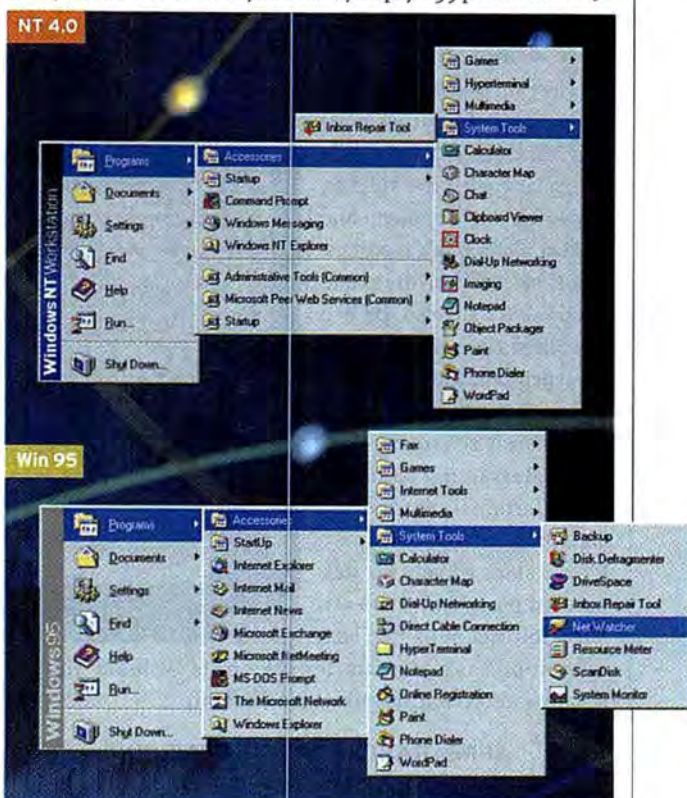 NT 4.0
Windows NT Workstation
Programs
Documents
Settings
Find
Help
Run...
Shut Down...
Accessories
Startup
Command Prompt
Windows Messaging
Windows NT Explorer
Administrative Tools (Common)
Microsoft Peer Web Services (Common)
Startup
Inbox Repair Tool
Games
Hyperterminal
Multimedia
System Tools
Calculator
Character Map
Chat
Clipboard Viewer
Clock
Dial-Up Networking
Imaging
Notepad
Object Packager
Paint
Phone Dialer
WordPad
Win 95
Windows 95
Programs
Documents
Settings
Find
Help
Run...
Shut Down...
Accessories
StartUp
Internet Explorer
Internet Mail
Internet News
Microsoft Exchange
Microsoft NetMeeting
MS-DOS Prompt
The Microsoft Network
Windows Explorer
Fax
Games
Internet Tools
Multimedia
System Tools
Calculator
Character Map
Dial-Up Networking
Direct Cable Connection
HyperTerminal
Notepad
Online Registration
Paint
Phone Dialer
WordPad
Backup
Disk Defragmenter
DriveSpace
Inbox Repair Tool
Net Watcher
Resource Meter
ScanDisk
System Monitor